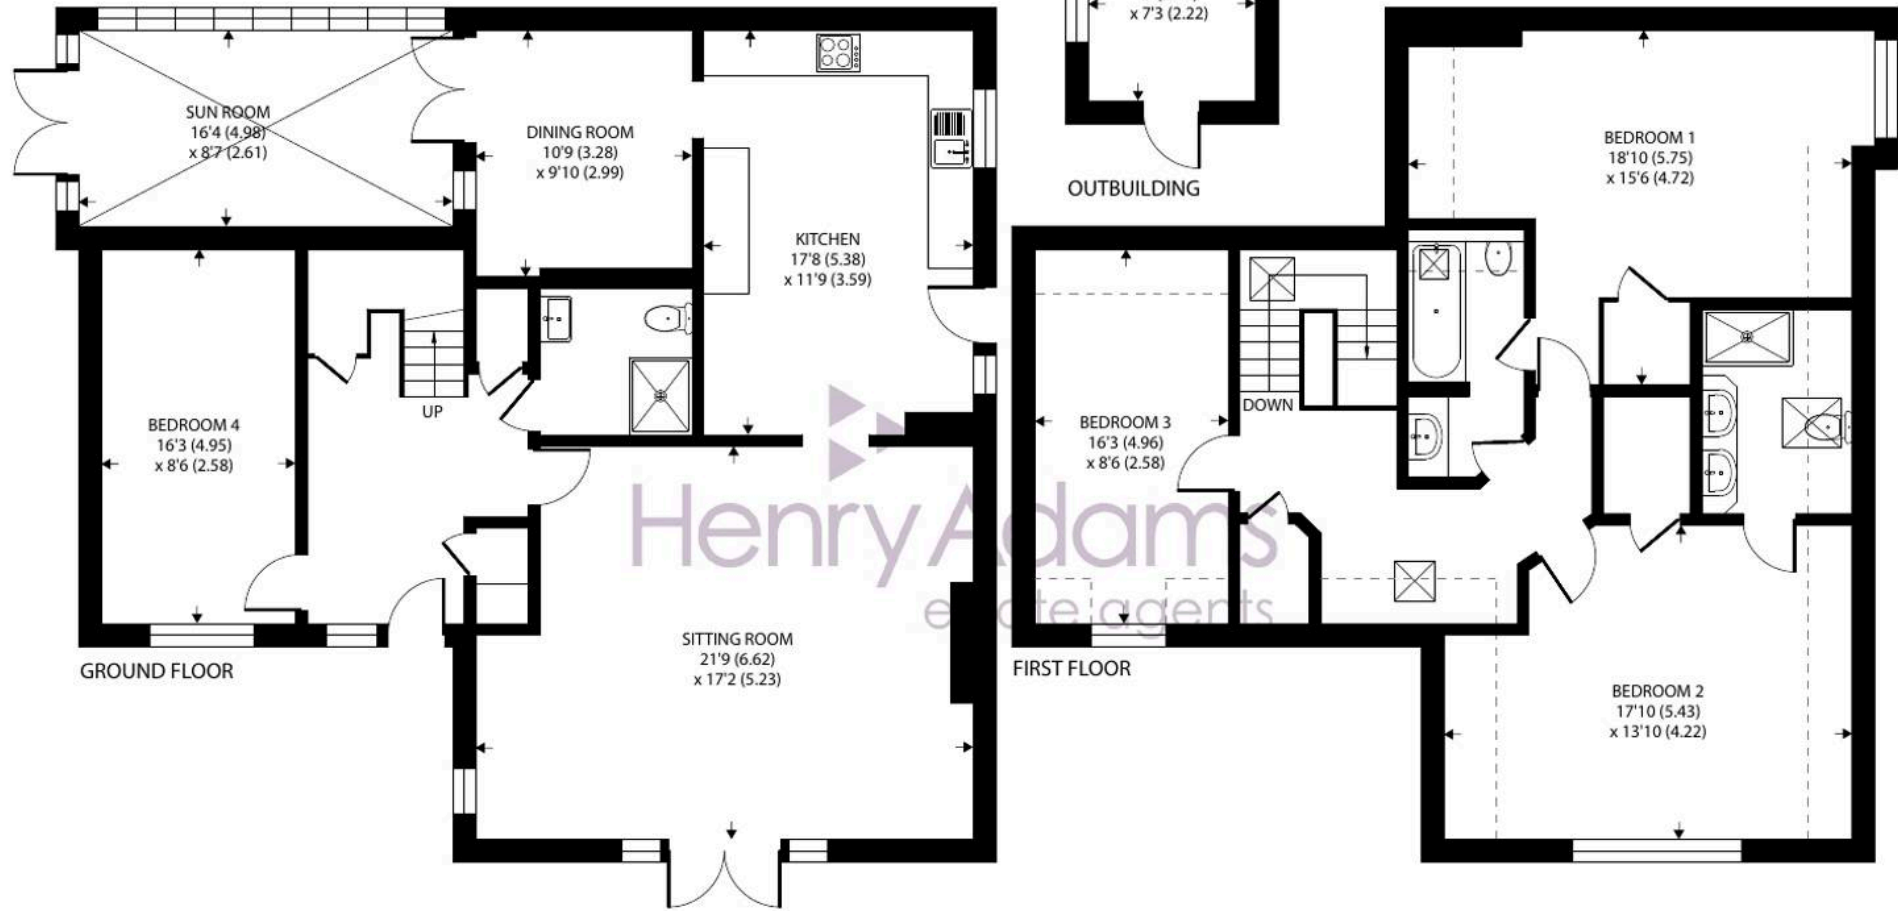 x 7'3 (2.22)
OUTBUILDING
SUN ROOM
16'4 (4.98)
x 8'7 (2.61)
DINING ROOM
10'9 (3.28)
x 9'10 (2.99)
KITCHEN
17'8 (5.38)
x 11'9 (3.59)
BEDROOM 4
16'3 (4.95)
x 8'6 (2.58)
UP
SITTING ROOM
21'9 (6.62)
x 17'2 (5.23)
GROUND FLOOR
BEDROOM 1
18'10 (5.75)
x 15'6 (4.72)
BEDROOM 3
16'3 (4.96)
x 8'6 (2.58)
DOWN
BEDROOM 2
17'10 (5.43)
x 13'10 (4.22)
FIRST FLOOR
HenryAdams
estate agents